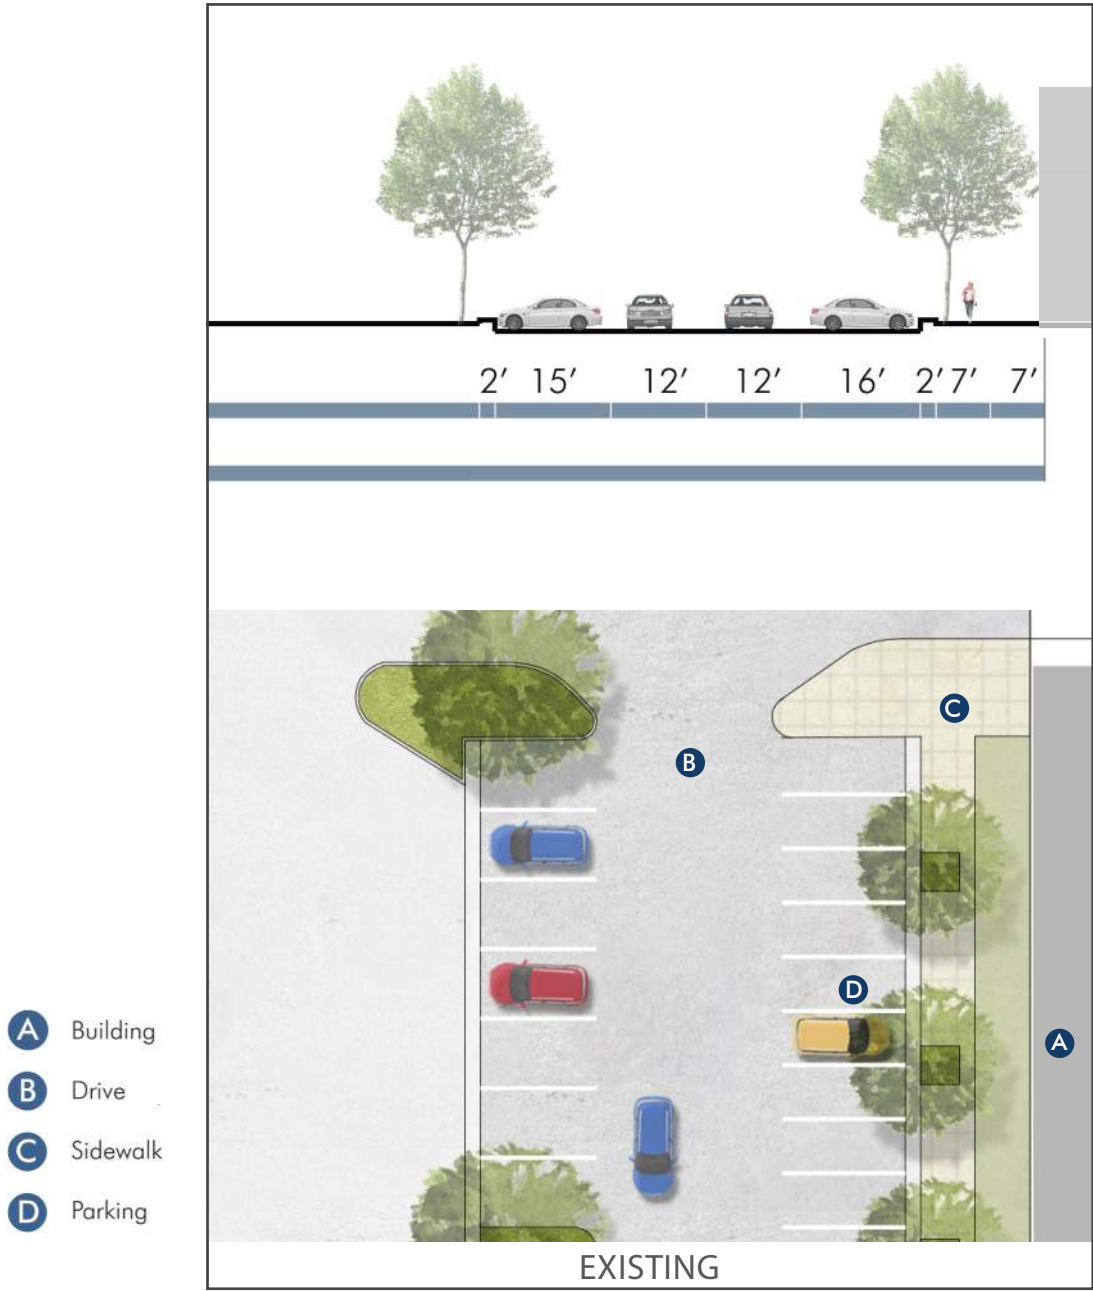 2' 15' 12' 12' 16' 2' 7' 7'
C
B
D
A
A Building
B Drive
C Sidewalk
D Parking
EXISTING